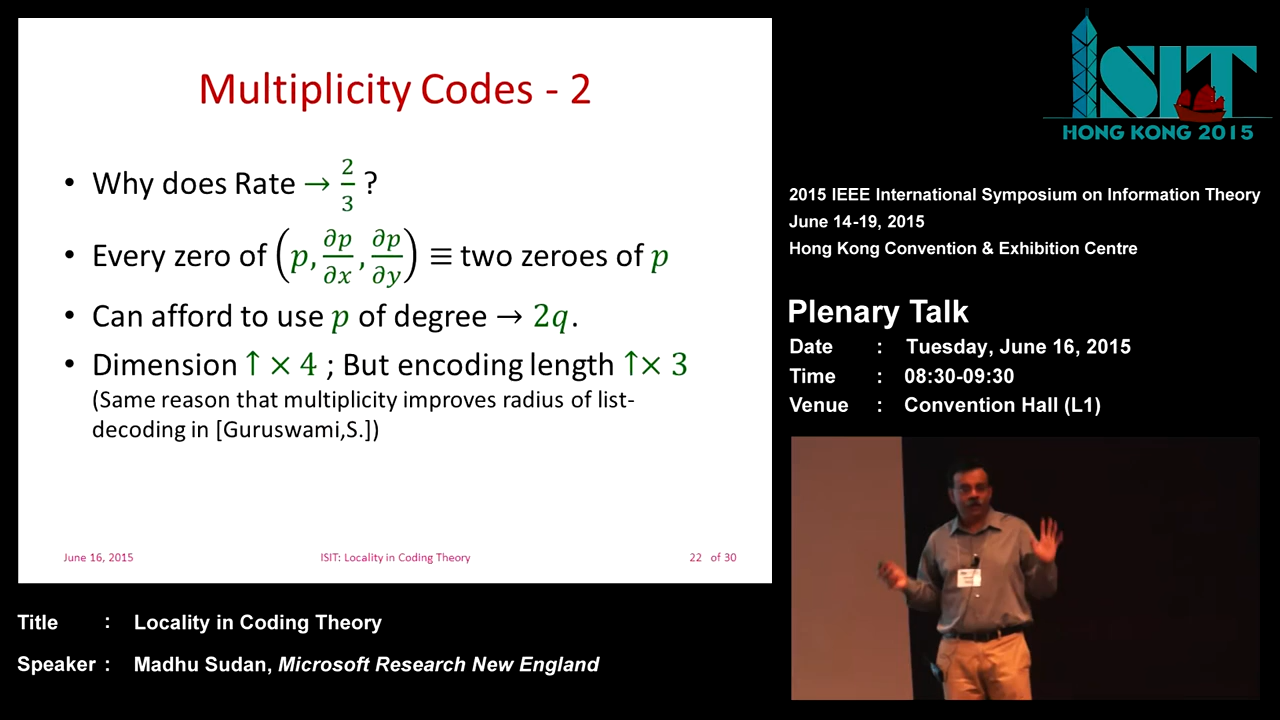 Multiplicity Codes - 2
• Why does Rate → 2/3 ?
• Every zero of (p, ∂p/∂x, ∂p/∂y) ≡ two zeroes of p
• Can afford to use p of degree → 2q.
• Dimension ↑ × 4 ; But encoding length ↑× 3
(Same reason that multiplicity improves radius of list-
decoding in [Guruswami,S.])
June 16, 2015 ISIT: Locality in Coding Theory 22 of 30
ISIT
HONG KONG 2015
2015 IEEE International Symposium on Information Theory
June 14-19, 2015
Hong Kong Convention & Exhibition Centre
Plenary Talk
Date : Tuesday, June 16, 2015
Time : 08:30-09:30
Venue : Convention Hall (L1)
Title : Locality in Coding Theory
Speaker : Madhu Sudan, Microsoft Research New England